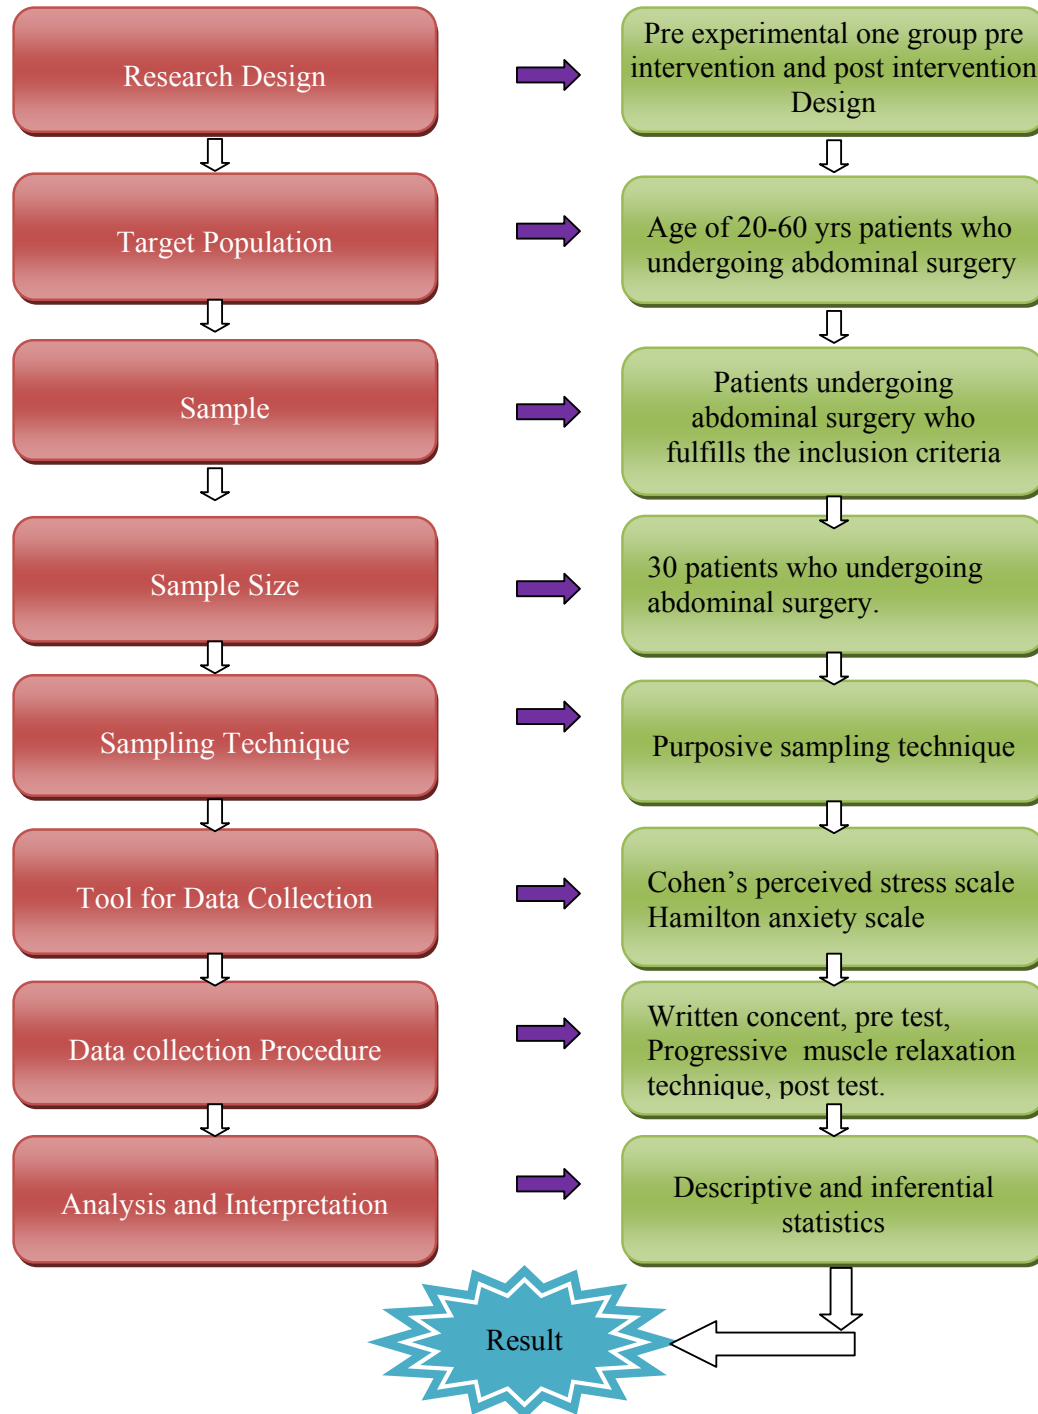 Research Design
Pre experimental one group pre
intervention and post intervention
Design
Target Population
Age of 20-60 yrs patients who
undergoing abdominal surgery
Sample
Patients undergoing
abdominal surgery who
fulfills the inclusion criteria
Sample Size
30 patients who undergoing
abdominal surgery.
Sampling Technique
Purposive sampling technique
Tool for Data Collection
Cohen’s perceived stress scale
Hamilton anxiety scale
Data collection Procedure
Written concent, pre test,
Progressive muscle relaxation
technique, post test.
Analysis and Interpretation
Descriptive and inferential
statistics
Result